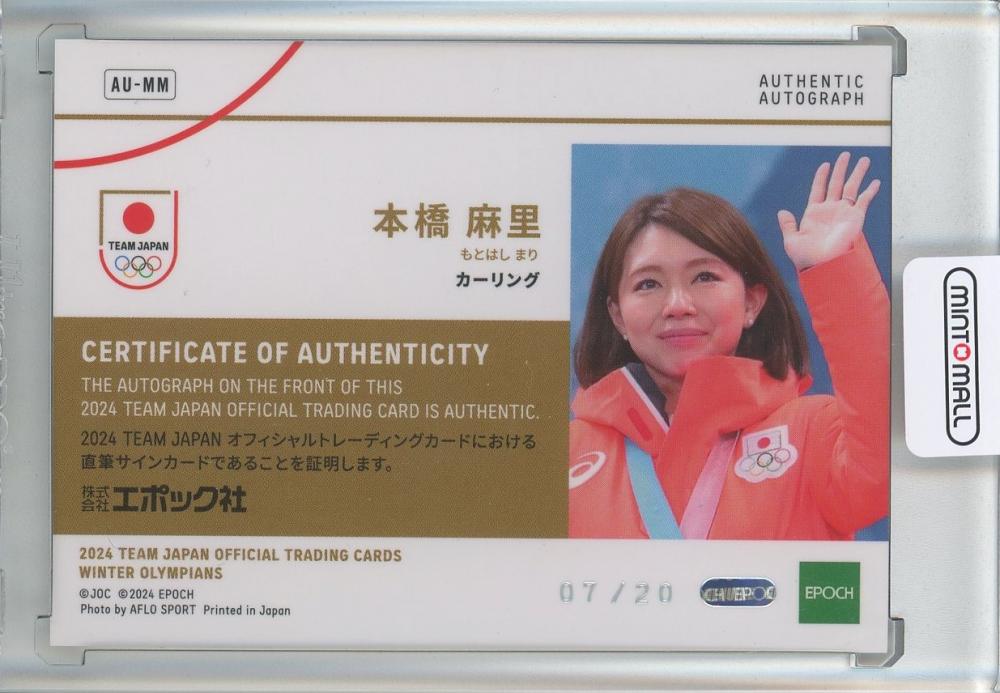 AU-MM
AUTHENTIC
AUTOGRAPH
TEAM JAPAN
本橋 麻里
もとはし まり
カーリング
CERTIFICATE OF AUTHENTICITY
THE AUTOGRAPH ON THE FRONT OF THIS
2024 TEAM JAPAN OFFICIAL TRADING CARD IS AUTHENTIC.
2024 TEAM JAPAN オフィシャルトレーディングカードにおける
直筆サインカードであることを証明します。
株式会社 エポック社
2024 TEAM JAPAN OFFICIAL TRADING CARDS
WINTER OLYMPIANS
©JOC ©2024 EPOCH
Photo by AFLO SPORT Printed in Japan
07/20
EPOCH
MINT MALL